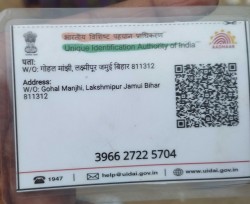 भारतीय विशिष्ट पहचान प्राधिकरण
Unique Identification Authority of India
AADHAAR
पता:
W/O: गोहल मांझी, लक्ष्मीपुर जमुई बिहार 811312
Address:
W/O: Gohal Manjhi, Lakshmipur Jamui Bihar
811312
3966 2722 5704
1947
help@uidai.gov.in
www.uidai.gov.in